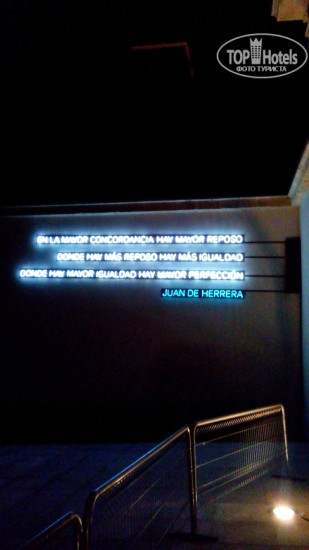 TOP Hotels
ФОТО ТУРИСТА
EN LA MAYOR CONCORDANCIA HAY MAYOR REPOSO
DONDE HAY MÁS REPOSO HAY MÁS IGUALDAD
DONDE HAY MAYOR IGUALDAD HAY MAYOR PERFECCIÓN
JUAN DE HERRERA